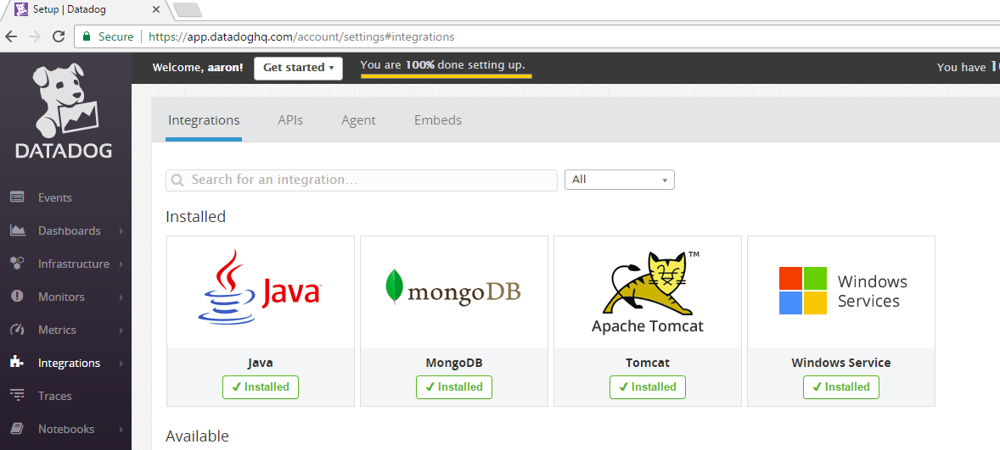 Setup | Datadog
Secure
https://app.datadoghq.com/account/settings#integrations
DATADOG
Events
Dashboards
Infrastructure
Monitors
Metrics
Integrations
Traces
Notebooks
Welcome, aaron!
Get started
You are 100% done setting up.
You have
Integrations
APIs
Agent
Embeds
Search for an integration...
All
Installed
Java
mongoDB
TM
Apache Tomcat
Windows
Services
Java
MongoDB
Tomcat
Windows Service
✓ Installed
✓ Installed
✓ Installed
✓ Installed
Available